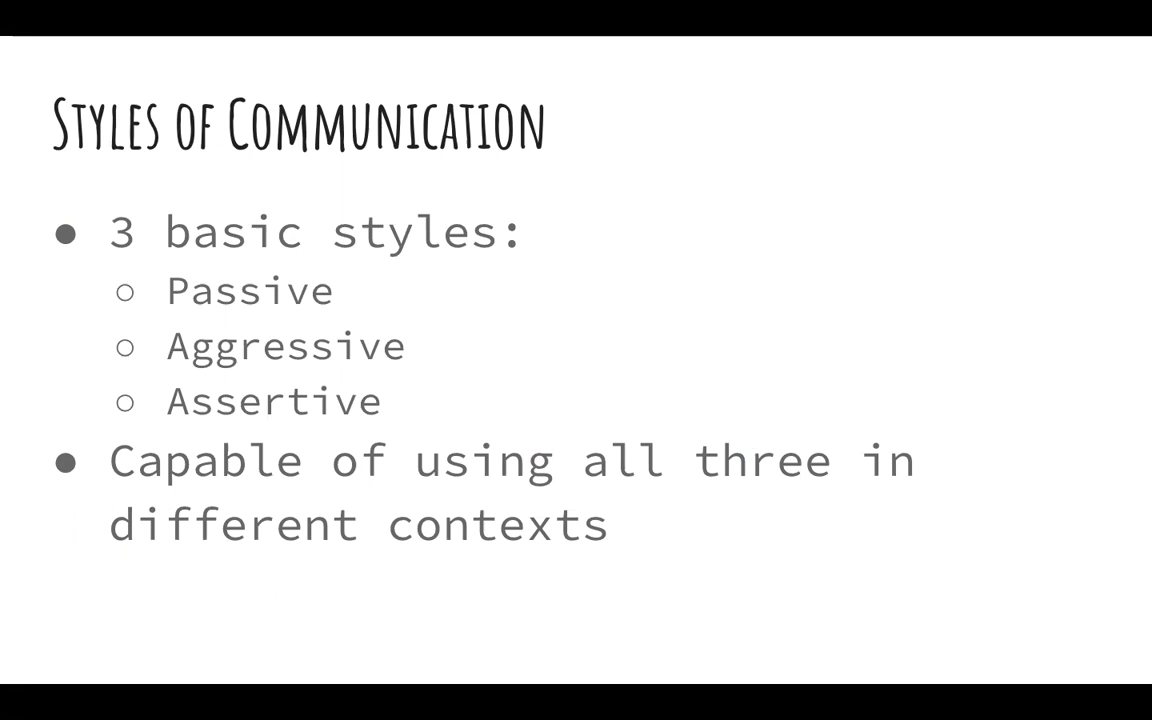 Styles of Communication
● 3 basic styles:
○ Passive
○ Aggressive
○ Assertive
● Capable of using all three in
different contexts